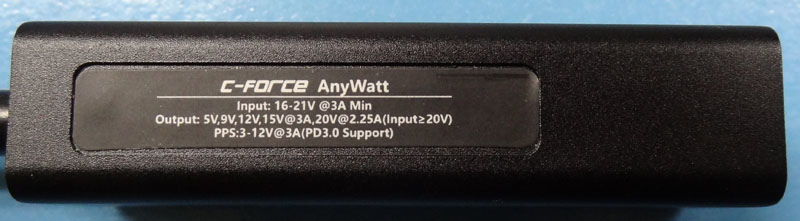 C-FORCE AnyWatt
Input: 16-21V @3A Min
Output: 5V,9V,12V,15V@3A,20V@2.25A(Input≥20V)
PPS:3-12V@3A(PD3.0 Support)